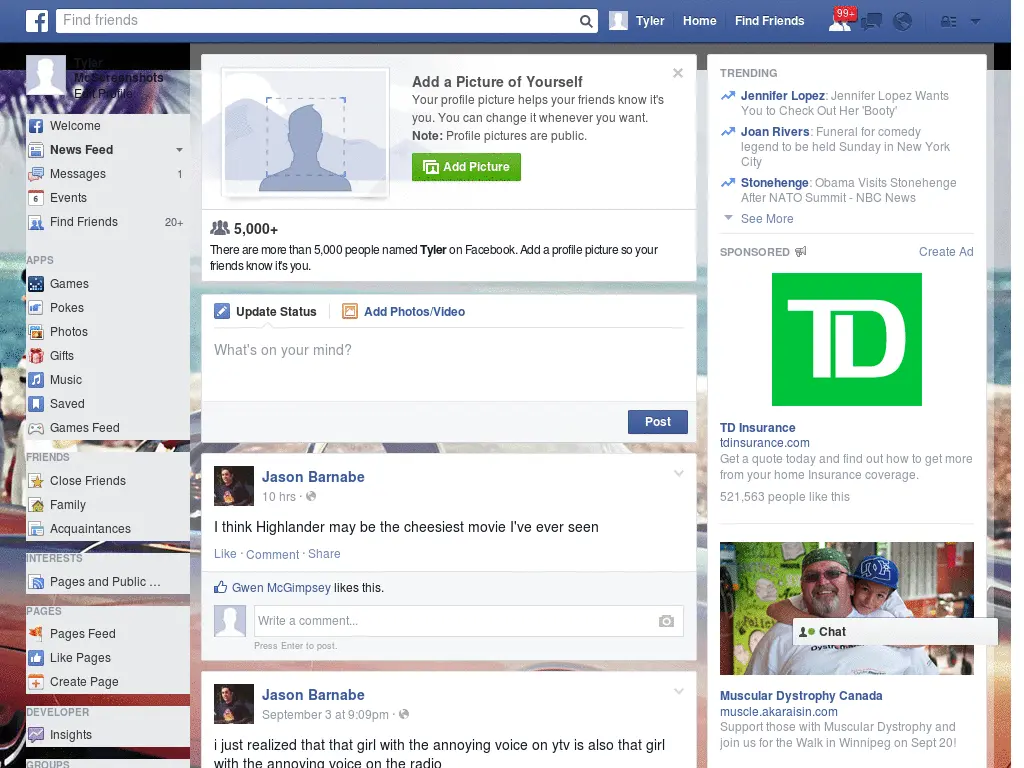 Find friends
Tyler
Home
Find Friends
99+
Tyler
McScreenshots
Edit Profile
Welcome
News Feed
Messages 1
6 Events
Find Friends 20+
APPS
Games
Pokes
Photos
Gifts
Music
Saved
Games Feed
FRIENDS
Close Friends
Family
Acquaintances
INTERESTS
Pages and Public ...
PAGES
Pages Feed
Like Pages
Create Page
DEVELOPER
Insights
GROUPS
Add a Picture of Yourself
Your profile picture helps your friends know it's
you. You can change it whenever you want.
Note: Profile pictures are public.
Add Picture
5,000+
There are more than 5,000 people named Tyler on Facebook. Add a profile picture so your
friends know it's you.
Update Status
Add Photos/Video
What's on your mind?
Post
Jason Barnabe
10 hrs ·
I think Highlander may be the cheesiest movie I've ever seen
Like · Comment · Share
Gwen McGimpsey likes this.
Write a comment...
Press Enter to post.
Jason Barnabe
September 3 at 9:09pm ·
i just realized that that girl with the annoying voice on ytv is also that girl
with the annoying voice on the radio
TRENDING
Jennifer Lopez: Jennifer Lopez Wants
You to Check Out Her 'Booty'
Joan Rivers: Funeral for comedy
legend to be held Sunday in New York
City
Stonehenge: Obama Visits Stonehenge
After NATO Summit - NBC News
See More
SPONSORED
Create Ad
TD
TD Insurance
tdinsurance.com
Get a quote today and find out how to get more
from your home Insurance coverage.
521,563 people like this
Chat
Muscular Dystrophy Canada
muscle.akaraisin.com
Support those with Muscular Dystrophy and
join us for the Walk in Winnipeg on Sept 20!